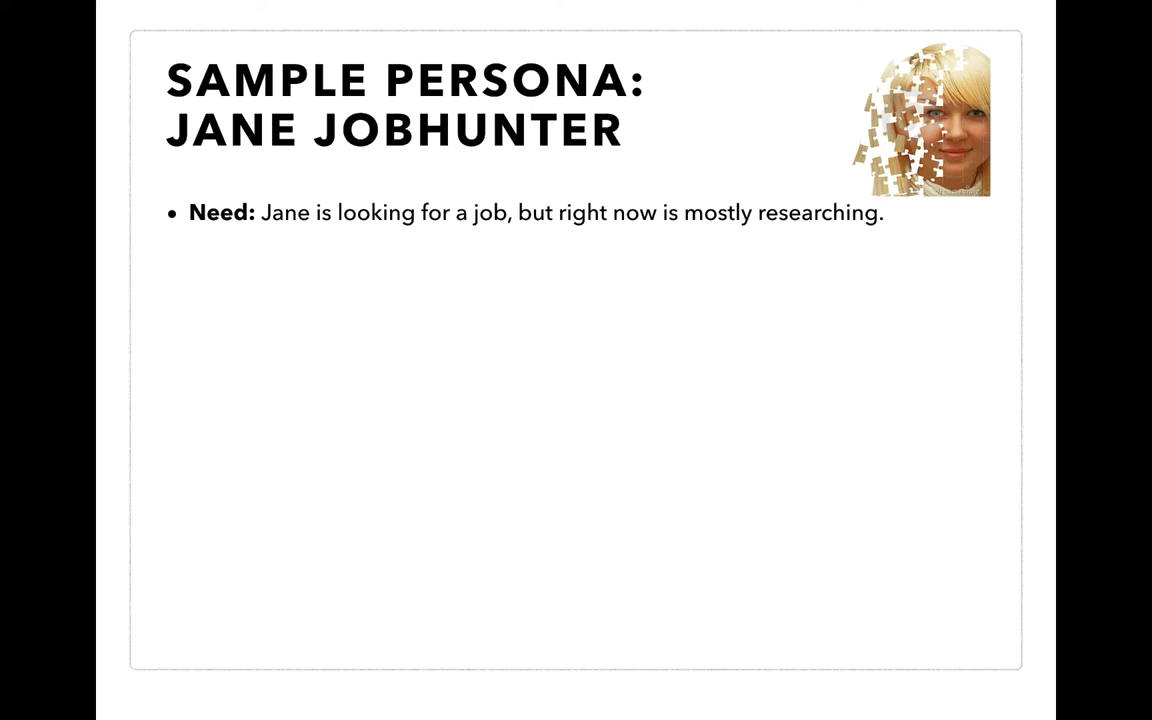 SAMPLE PERSONA:
JANE JOBHUNTER
• Need: Jane is looking for a job, but right now is mostly researching.